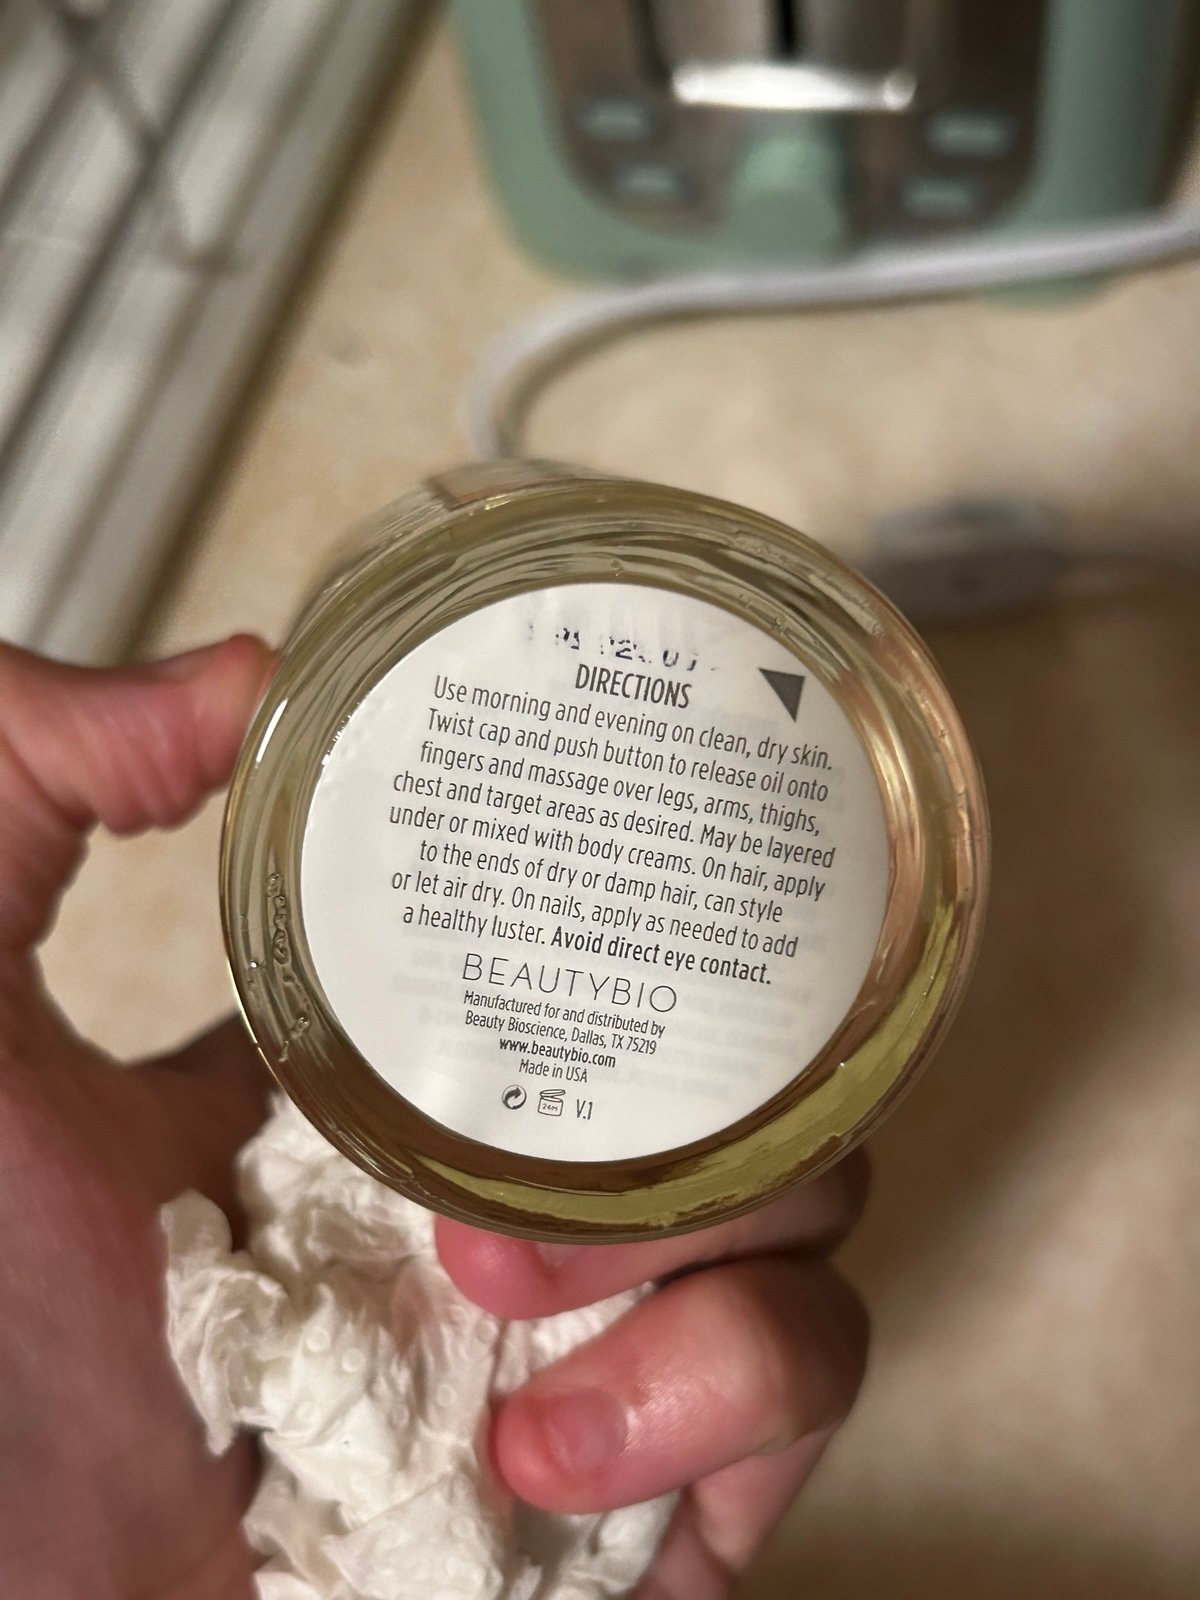 DIRECTIONS
Use morning and evening on clean, dry skin.
Twist cap and push button to release oil onto
fingers and massage over legs, arms, thighs,
chest and target areas as desired. May be layered
under or mixed with body creams. On hair, apply
to the ends of dry or damp hair, can style
or let air dry. On nails, apply as needed to add
a healthy luster. Avoid direct eye contact.
BEAUTYBIO
Manufactured for and distributed by
Beauty Bioscience, Dallas, TX 75219
www.beautybio.com
Made in USA
24M V.1